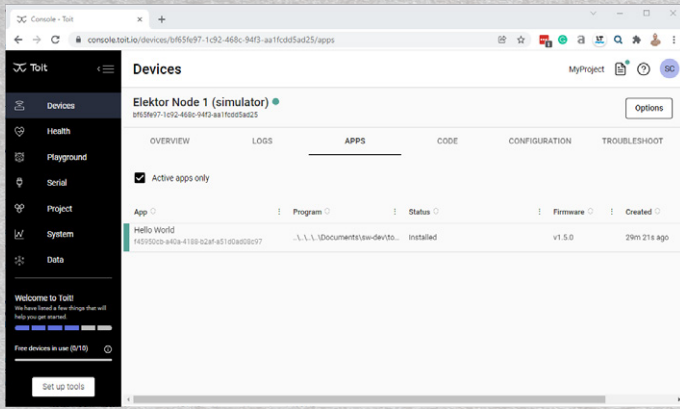 Console - Toit
console.toit.io/devices/bf65fe97-1c92-468c-94f3-aa1fcdd5ad25/apps
Toit
Devices
MyProject
SC
Devices
Health
Playground
Serial
Project
System
Data
Welcome to Toit!
We have listed a few things that will
help you get started.
Free devices in use (0/10)
Set up tools
Elektor Node 1 (simulator)
bf65fe97-1c92-468c-94f3-aa1fcdd5ad25
Options
OVERVIEW LOGS APPS CODE CONFIGURATION TROUBLESHOOT
Active apps only
App Program Status Firmware Created
Hello World
f45950cb-a40a-4188-b2af-a51d0ad08c97
..\..\..\..\Documents\sw-dev\to... Installed v1.5.0 29m 21s ago